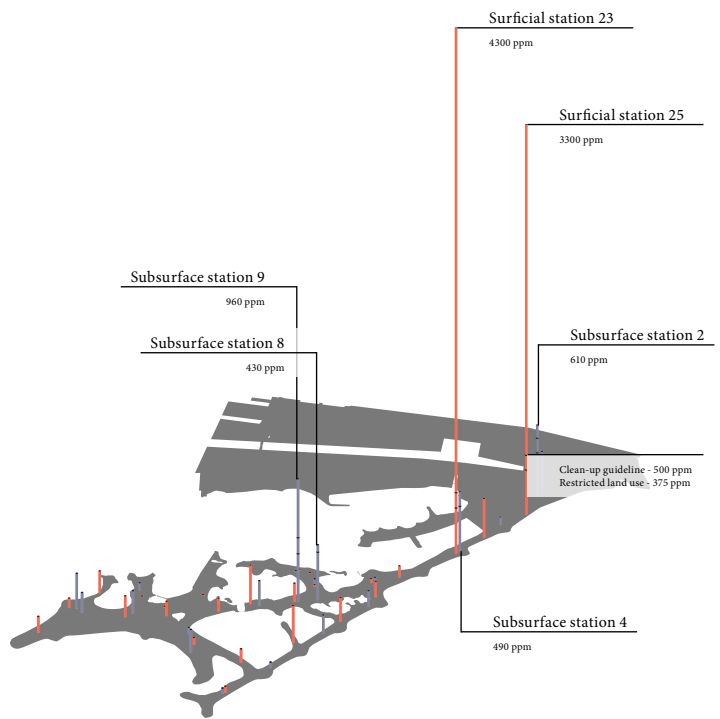 Surficial station 23
4300 ppm
Surficial station 25
3300 ppm
Subsurface station 9
960 ppm
Subsurface station 8
430 ppm
Subsurface station 2
610 ppm
Clean-up guideline - 500 ppm
Restricted land use - 375 ppm
Subsurface station 4
490 ppm